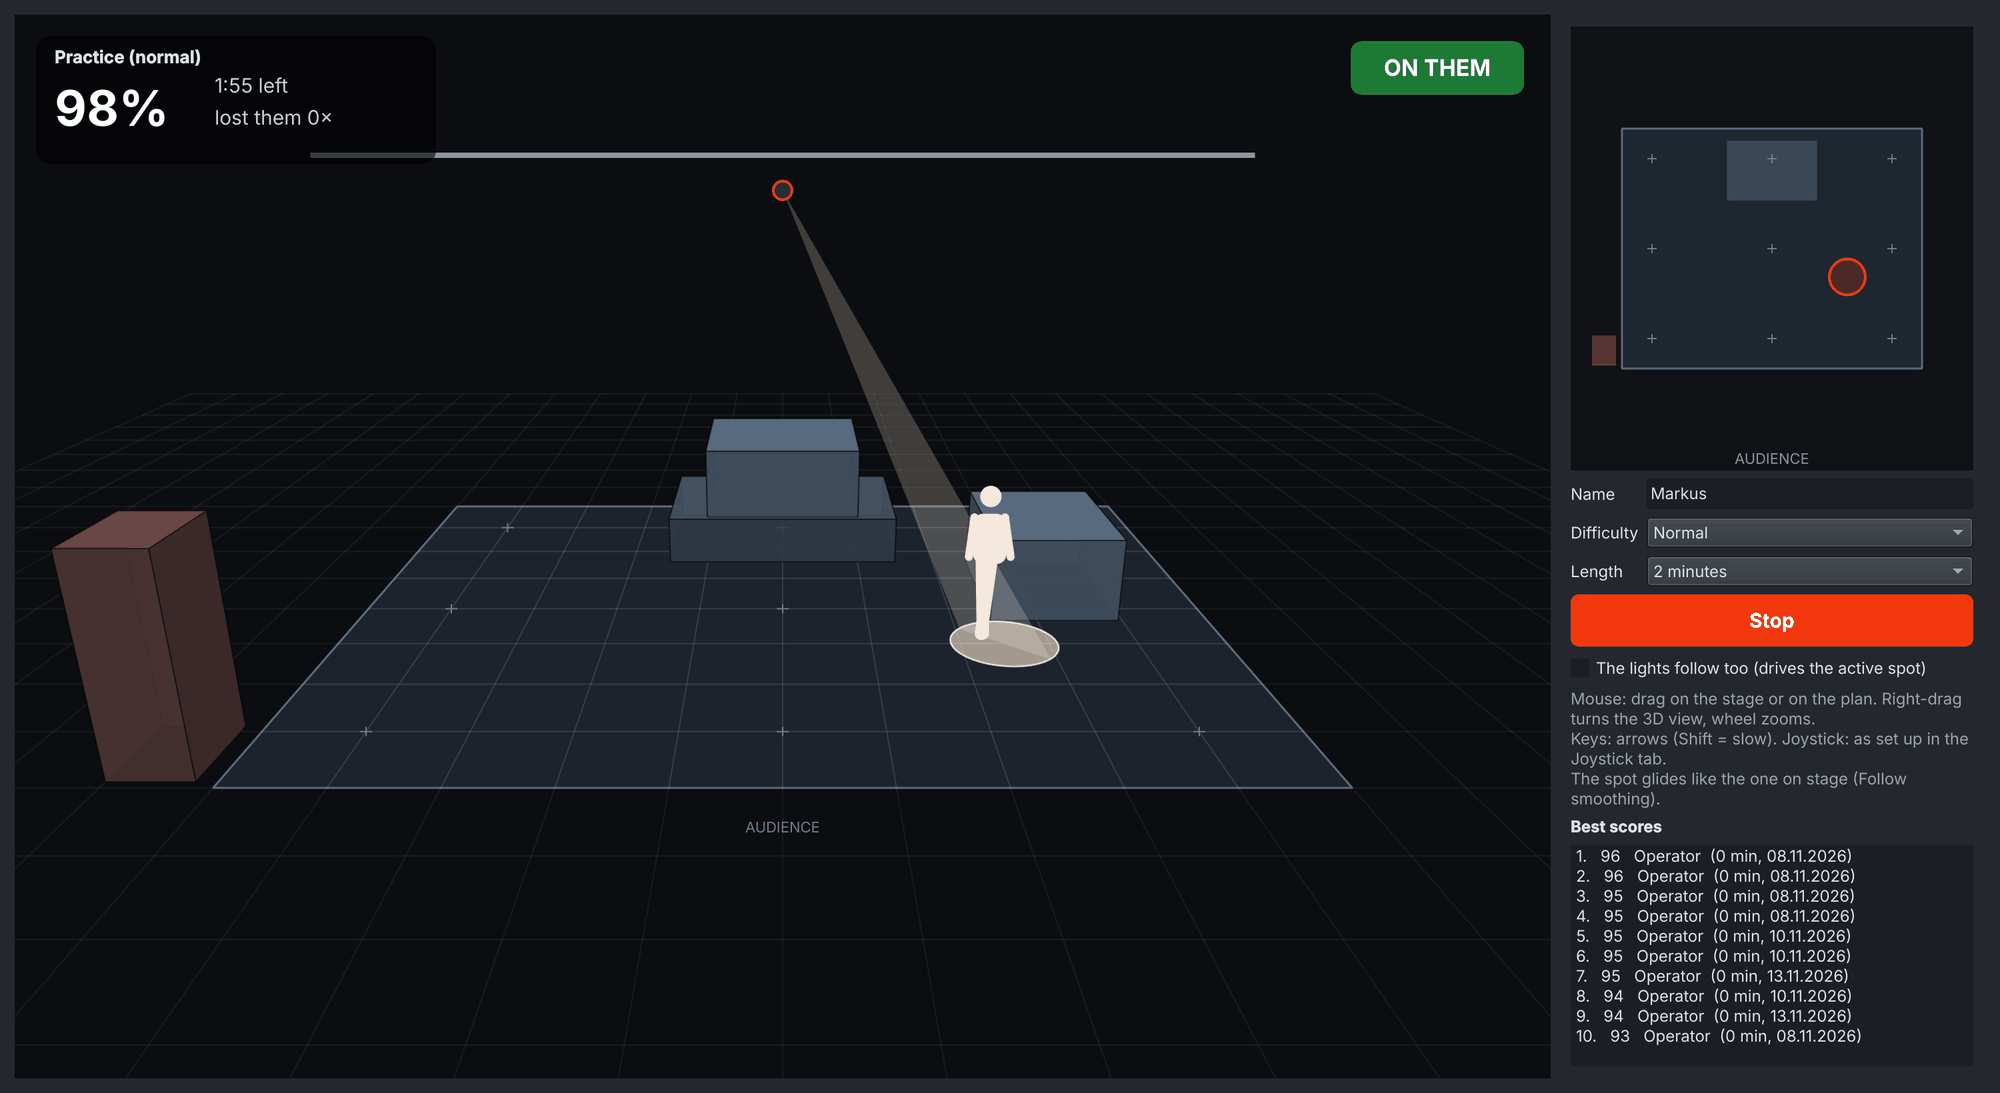 Practice (normal)
98%
1:55 left
lost them 0×
ON THEM
AUDIENCE
AUDIENCE
Name Markus
Difficulty Normal
Length 2 minutes
Stop
The lights follow too (drives the active spot)
Mouse: drag on the stage or on the plan. Right-drag
turns the 3D view, wheel zooms.
Keys: arrows (Shift = slow). Joystick: as set up in the
Joystick tab.
The spot glides like the one on stage (Follow
smoothing).
Best scores
1. 96 Operator (0 min, 08.11.2026)
2. 96 Operator (0 min, 08.11.2026)
3. 95 Operator (0 min, 08.11.2026)
4. 95 Operator (0 min, 08.11.2026)
5. 95 Operator (0 min, 10.11.2026)
6. 95 Operator (0 min, 10.11.2026)
7. 95 Operator (0 min, 13.11.2026)
8. 94 Operator (0 min, 10.11.2026)
9. 94 Operator (0 min, 13.11.2026)
10. 93 Operator (0 min, 08.11.2026)